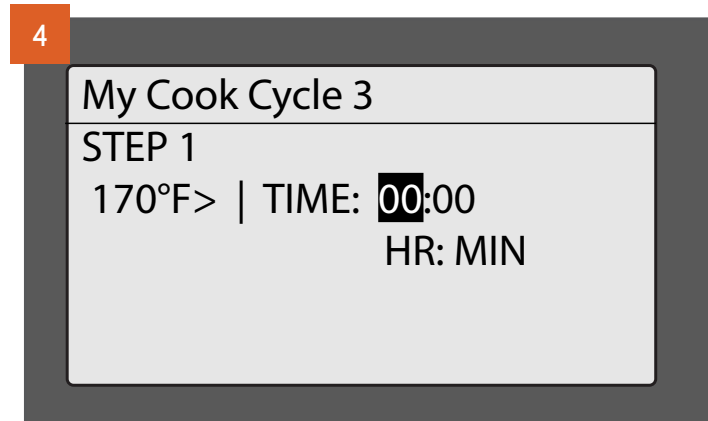 4
My Cook Cycle 3
STEP 1
170°F> | TIME: 00:00
HR: MIN